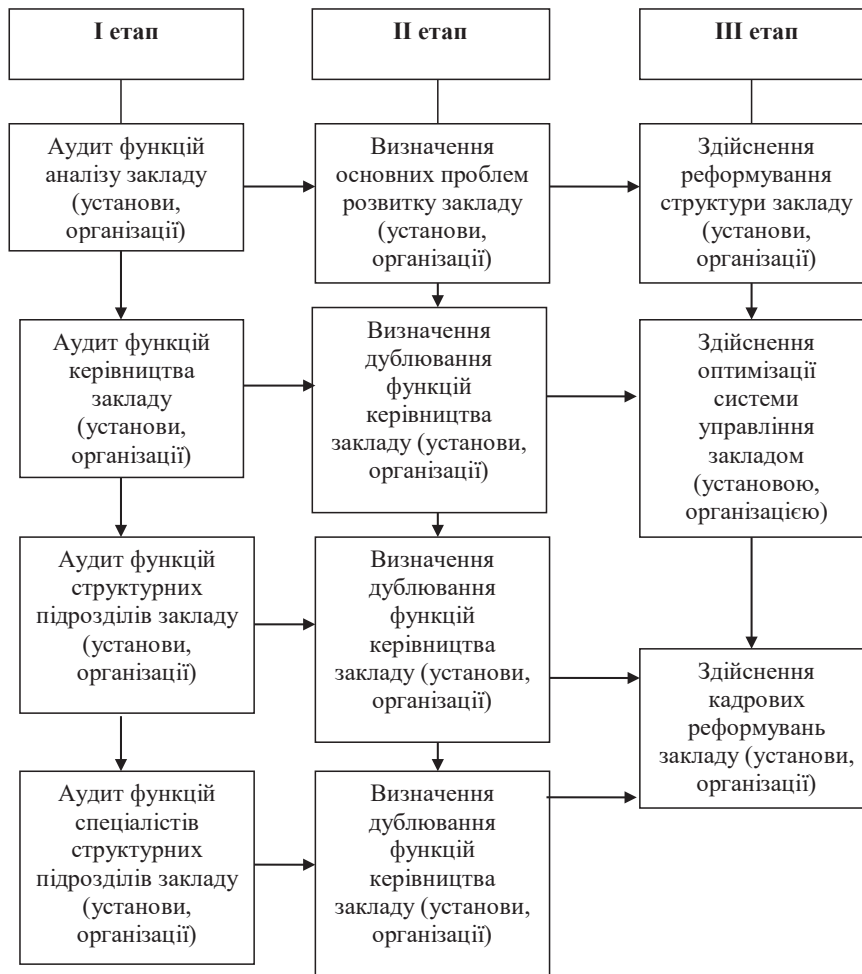 I етап
II етап
III етап
Аудит функцій
аналізу закладу
(установи,
організації)
Визначення
основних проблем
розвитку закладу
(установи,
організації)
Здійснення
реформування
структури закладу
(установи,
організації)
Аудит функцій
керівництва
закладу
(установи,
організації)
Визначення
дублювання
функцій
керівництва
закладу (установи,
організації)
Здійснення
оптимізації
системи
управління
закладом
(установою,
організацією)
Аудит функцій
структурних
підрозділів закладу
(установи,
організації)
Визначення
дублювання
функцій
керівництва
закладу (установи,
організації)
Здійснення
кадрових
реформувань
закладу (установи,
організації)
Аудит функцій
спеціалістів
структурних
підрозділів закладу
(установи,
організації)
Визначення
дублювання
функцій
керівництва
закладу (установи,
організації)